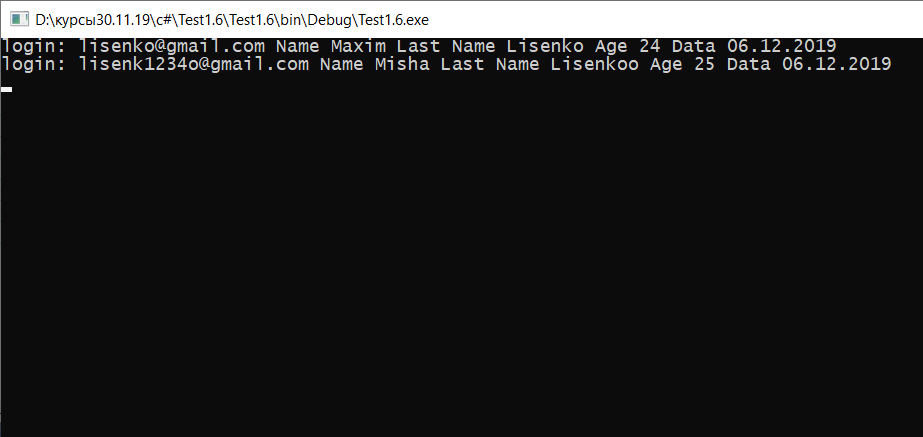 D:\курсы30.11.19\c#\Test1.6\Test1.6\bin\Debug\Test1.6.exe
login: lisenko@gmail.com Name Maxim Last Name Lisenko Age 24 Data 06.12.2019
login: lisenk1234o@gmail.com Name Misha Last Name Lisenkoo Age 25 Data 06.12.2019